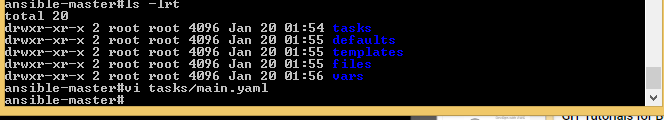 ansible-master#ls -lrt
total 20
drwxr-xr-x 2 root root 4096 Jan 20 01:54 tasks
drwxr-xr-x 2 root root 4096 Jan 20 01:55 defaults
drwxr-xr-x 2 root root 4096 Jan 20 01:55 templates
drwxr-xr-x 2 root root 4096 Jan 20 01:55 files
drwxr-xr-x 2 root root 4096 Jan 20 01:56 vars
ansible-master#vi tasks/main.yaml
ansible-master#
Tutorials for B